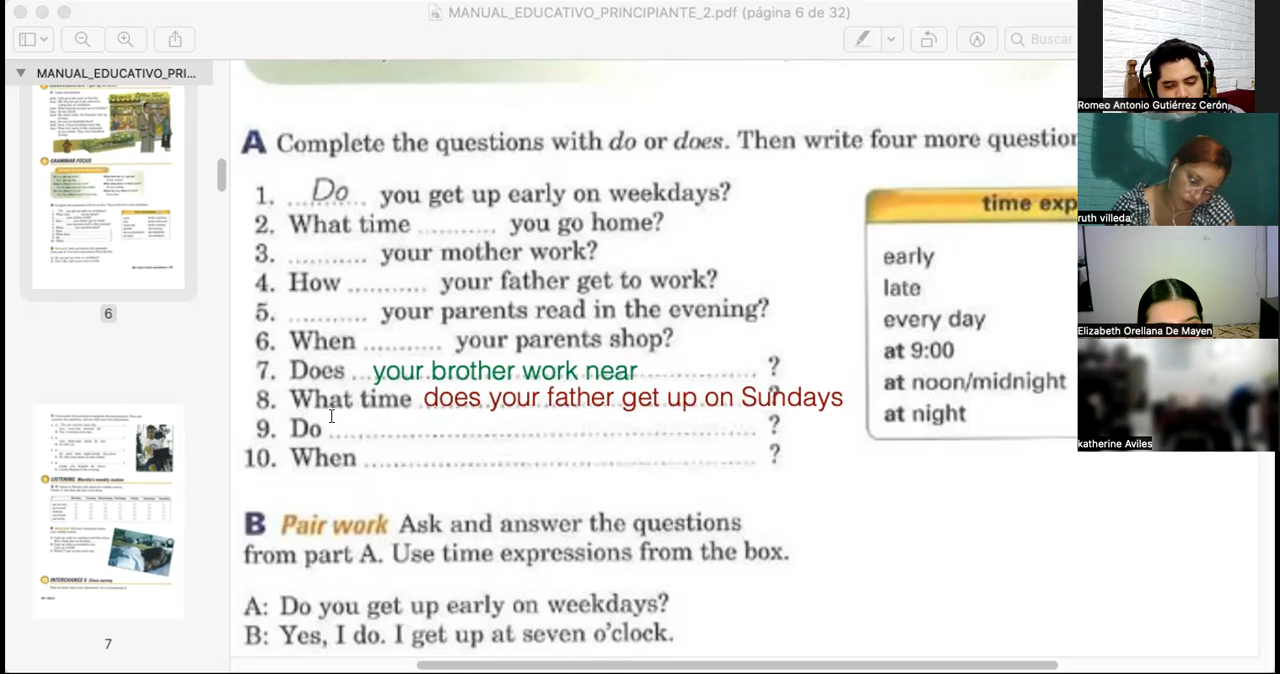 MANUAL_EDUCATIVO_PRINCIPIANTE_2.pdf (página 6 de 32)
Buscar
MANUAL_EDUCATIVO_PRI...
6
7
A Complete the questions with do or does. Then write four more question
1. Do you get up early on weekdays?
2. What time .......... you go home?
3. .......... your mother work?
4. How .......... your father get to work?
5. .......... your parents read in the evening?
6. When .......... your parents shop?
7. Does ... your brother work near ..........?
8. What time does your father get up on Sundays ?
9. Do .......... ?
10. When .......... ?
time exp
early
late
every day
at 9:00
at noon/midnight
at night
B Pair work Ask and answer the questions
from part A. Use time expressions from the box.
A: Do you get up early on weekdays?
B: Yes, I do. I get up at seven o'clock.
Romeo Antonio Gutiérrez Cerón
ruth villeda
Elizabeth Orellana De Mayen
katherine Aviles
GRAMMAR FOCUS
LISTENING Marsha's weekly routine